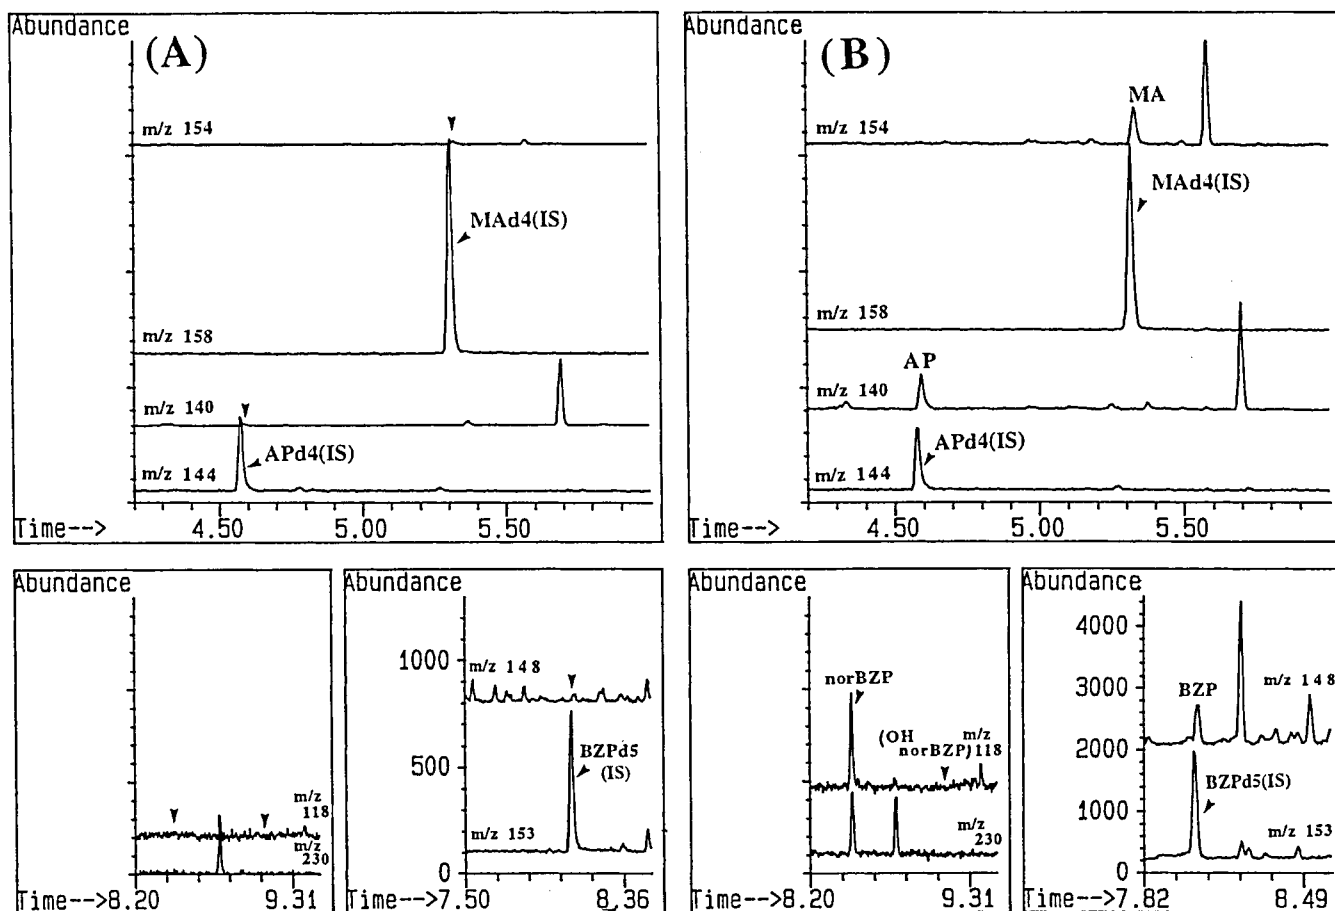 Abundance
(A)
m/z 154
MAd4(IS)
m/z 158
m/z 140
APd4(IS)
m/z 144
Time--> 4.50 5.00 5.50
Abundance
(B)
MA
m/z 154
MAd4(IS)
m/z 158
AP
m/z 140
APd4(IS)
m/z 144
Time--> 4.50 5.00 5.50
Abundance
m/z
118
m/z
230
Time-->8.20 9.31
Abundance
1000
m/z 148
500
BZPd5
(IS)
m/z 153
0
Time-->7.50 8.36
Abundance
norBZP
(OH
norBZP)
m/z
118
m/z
230
Time-->8.20 9.31
Abundance
4000
3000
BZP
m/z 148
2000
BZPd5(IS)
1000
m/z 153
0
Time-->7.82 8.49